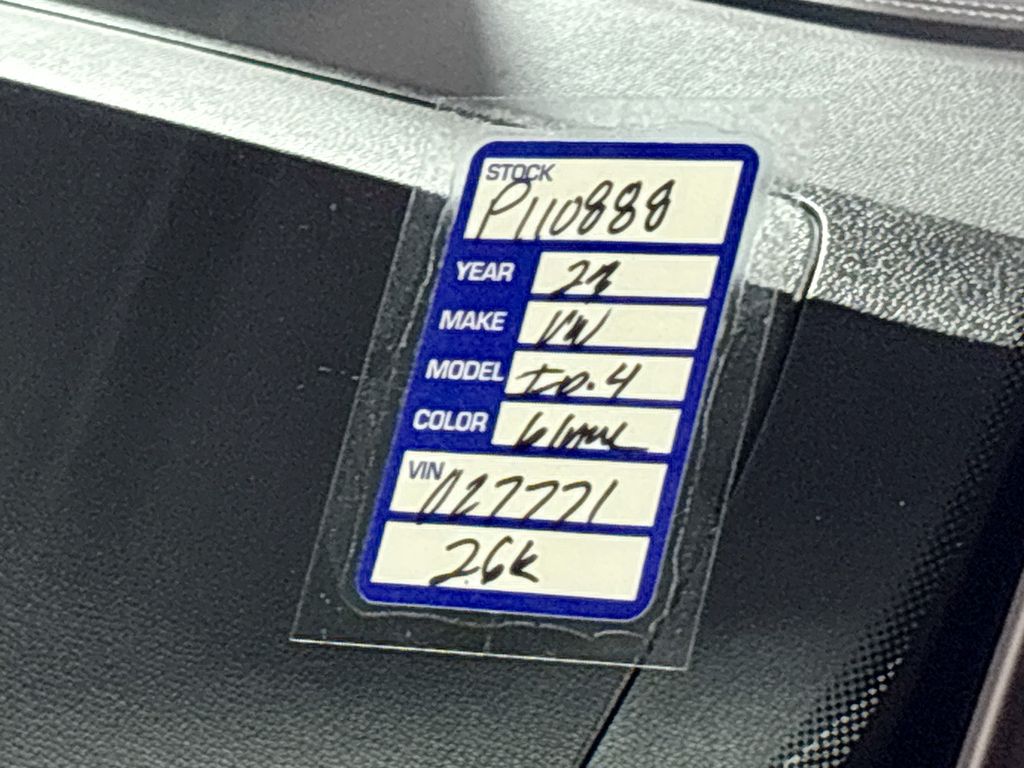 STOCK
P110888
YEAR 23
MAKE VW
MODEL ID.4
COLOR
VIN
027771
26k